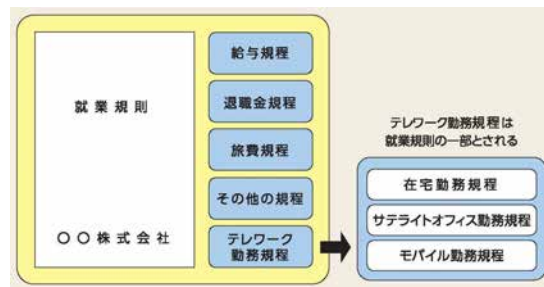 就業規則
〇〇株式会社
給与規程
退職金規程
旅費規程
その他の規程
テレワーク
勤務規程
テレワーク勤務規程は
就業規則の一部とされる
在宅勤務規程
サテライトオフィス勤務規程
モバイル勤務規程